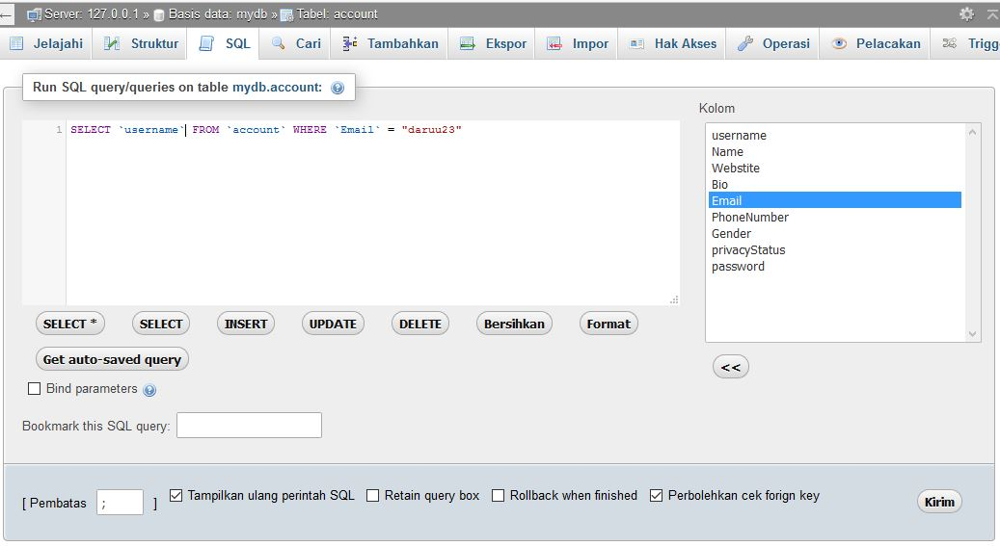 Server: 127.0.0.1 » Basis data: mydb » Tabel: account
Jelajahi Struktur SQL Cari Tambahkan Ekspor Impor Hak Akses Operasi Pelacakan Trigg
Run SQL query/queries on table mydb.account:
Kolom
1 SELECT `username` FROM `account` WHERE `Email` = "daruu23"
username
Name
Webstite
Bio
Email
PhoneNumber
Gender
privacyStatus
password
SELECT * SELECT INSERT UPDATE DELETE Bersihkan Format
Get auto-saved query
<<
Bind parameters
Bookmark this SQL query:
[ Pembatas ; ] Tampilkan ulang perintah SQL Retain query box Rollback when finished Perbolehkan cek forign key Kirim